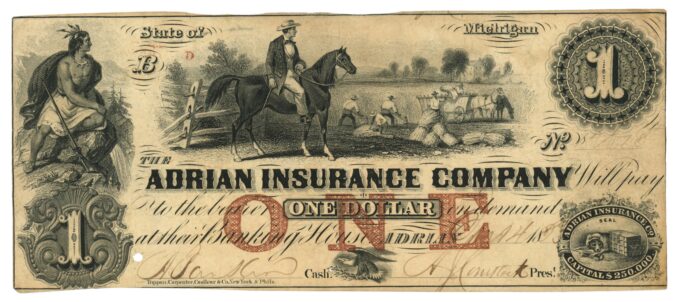 State of Michigan
B D
1
No.
THE
ADRIAN INSURANCE COMPANY Will pay
to the bearer ONE DOLLAR on demand
ONE
at their Banking House ADRIAN
1
ADRIAN INSURANCE CO.
SEAL
CAPITAL $250,000
Cash. Pres.
Toppan, Carpenter, Casilear & Co. New York & Phila.